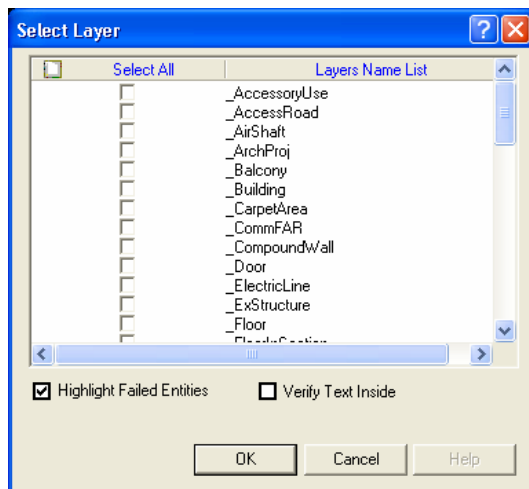 Select Layer
Select All Layers Name List
_AccessoryUse
_AccessRoad
_AirShaft
_ArchProj
_Balcony
_Building
_CarpetArea
_CommFAR
_CompoundWall
_Door
_ElectricLine
_ExStructure
_Floor
_FloorInSection
Highlight Failed Entities Verify Text Inside
OK Cancel Help